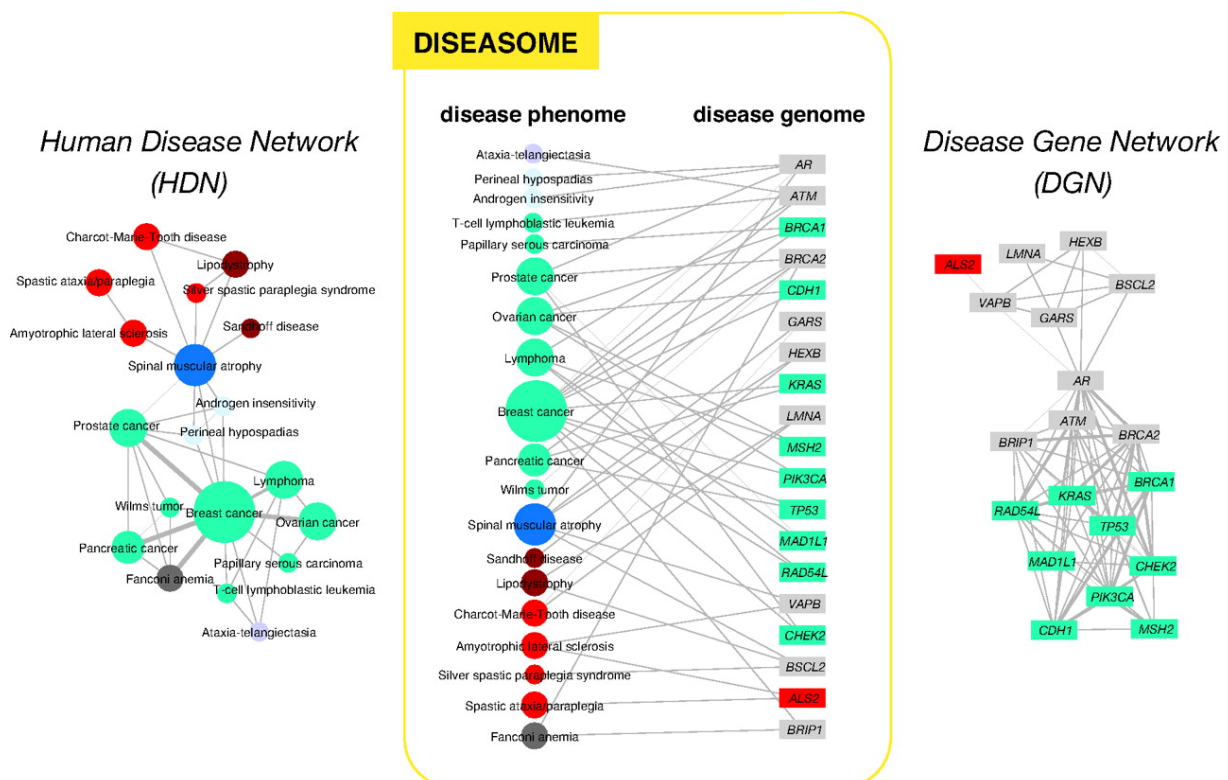 DISEASOME
Human Disease Network
(HDN)
Charcot-Marie-Tooth disease
Lipodystrophy
Spastic ataxia/paraplegia
Silver spastic paraplegia syndrome
Amyotrophic lateral sclerosis
Sandhoff disease
Spinal muscular atrophy
Androgen insensitivity
Prostate cancer
Perineal hypospadias
Lymphoma
Wilms tumor
Breast cancer
Ovarian cancer
Pancreatic cancer
Papillary serous carcinoma
Fanconi anemia
T-cell lymphoblastic leukemia
Ataxia-telangiectasia
disease phenome
Ataxia-telangiectasia
Perineal hypospadias
Androgen insensitivity
T-cell lymphoblastic leukemia
Papillary serous carcinoma
Prostate cancer
Ovarian cancer
Lymphoma
Breast cancer
Pancreatic cancer
Wilms tumor
Spinal muscular atrophy
Sandhoff disease
Lipodystrophy
Charcot-Marie-Tooth disease
Amyotrophic lateral sclerosis
Silver spastic paraplegia syndrome
Spastic ataxia/paraplegia
Fanconi anemia
disease genome
AR
ATM
BRCA1
BRCA2
CDH1
GARS
HEXB
KRAS
LMNA
MSH2
PIK3CA
TP53
MAD1L1
RAD54L
VAPB
CHEK2
BSCL2
ALS2
BRIP1
Disease Gene Network
(DGN)
HEXB
LMNA
ALS2
BSCL2
VAPB
GARS
AR
ATM
BRIP1
BRCA2
BRCA1
KRAS
RAD54L
TP53
MAD1L1
CHEK2
PIK3CA
CDH1
MSH2